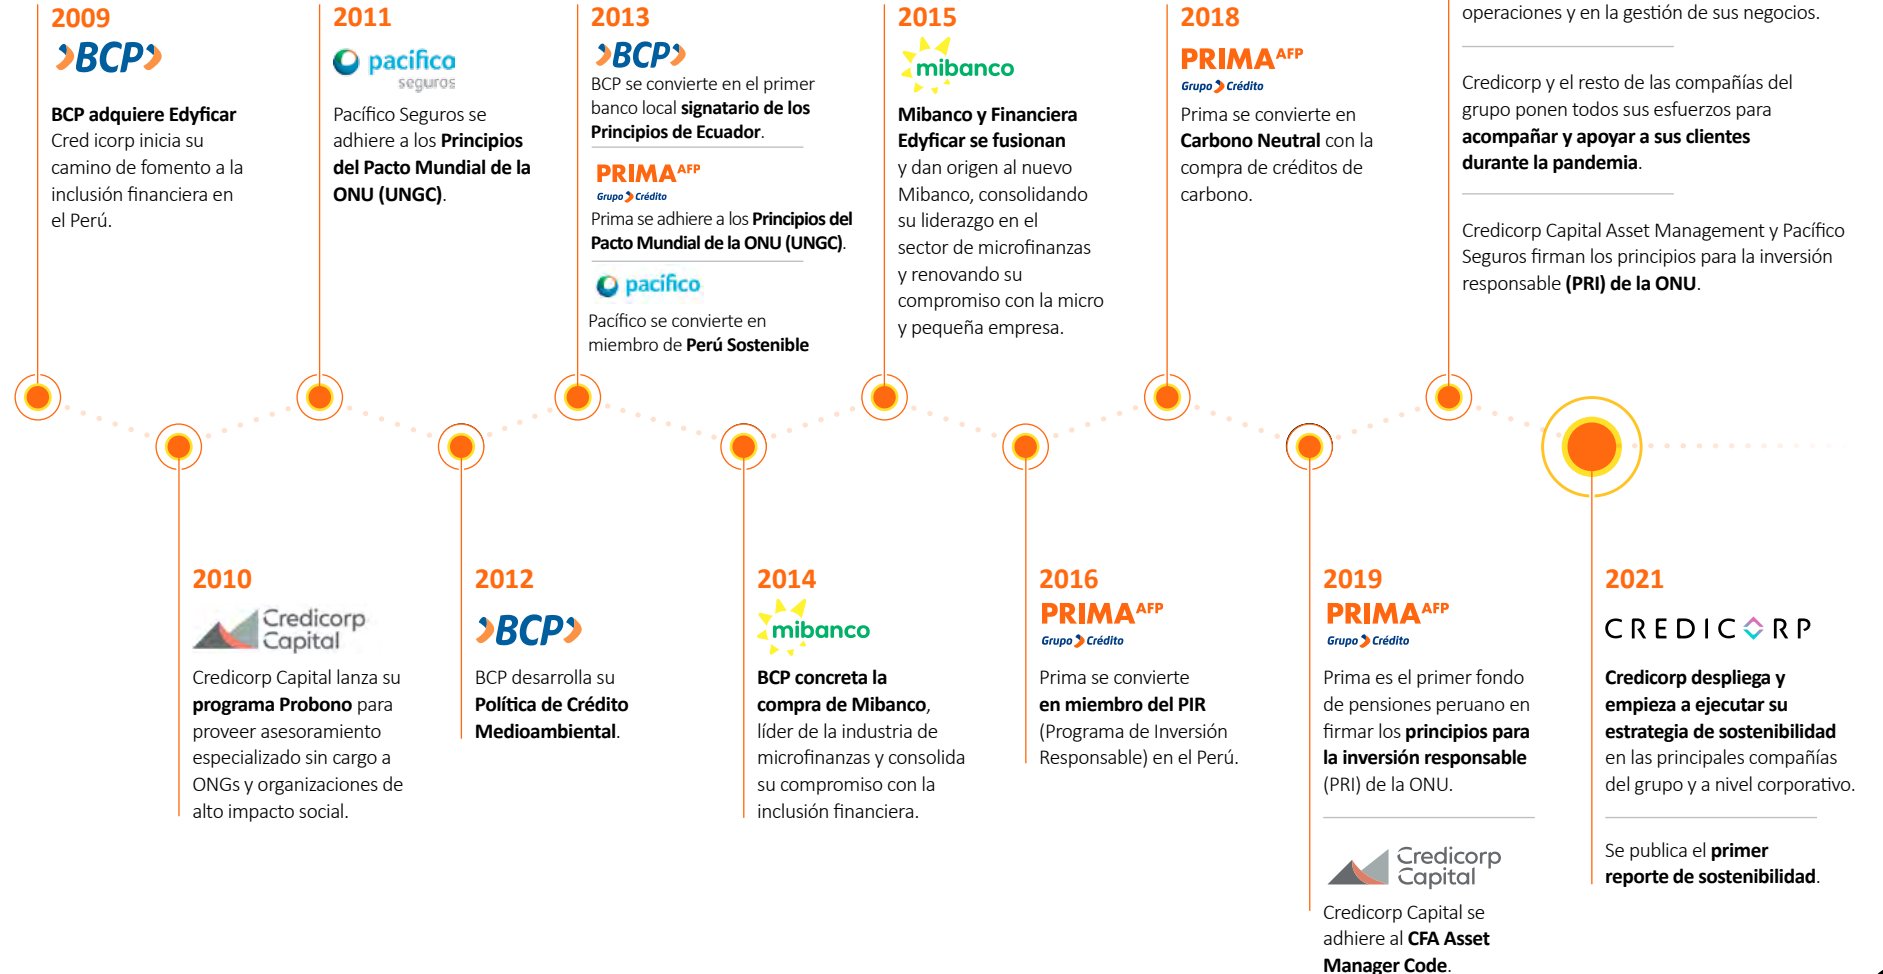 2009
BCP
BCP adquiere Edyficar
Cred icorp inicia su
camino de fomento a la
inclusión financiera en
el Perú.
2011
pacífico
seguros
Pacífico Seguros se
adhiere a los Principios
del Pacto Mundial de la
ONU (UNGC).
2013
BCP
BCP se convierte en el primer
banco local signatario de los
Principios de Ecuador.
PRIMA AFP
Grupo Crédito
Prima se adhiere a los Principios del
Pacto Mundial de la ONU (UNGC).
pacífico
Pacífico se convierte en
miembro de Perú Sostenible
2015
mibanco
Mibanco y Financiera
Edyficar se fusionan
y dan origen al nuevo
Mibanco, consolidando
su liderazgo en el
sector de microfinanzas
y renovando su
compromiso con la micro
y pequeña empresa.
2018
PRIMA AFP
Grupo Crédito
Prima se convierte en
Carbono Neutral con la
compra de créditos de
carbono.
operaciones y en la gestión de sus negocios.
Credicorp y el resto de las compañías del
grupo ponen todos sus esfuerzos para
acompañar y apoyar a sus clientes
durante la pandemia.
Credicorp Capital Asset Management y Pacífico
Seguros firman los principios para la inversión
responsable (PRI) de la ONU.
2010
Credicorp
Capital
Credicorp Capital lanza su
programa Probono para
proveer asesoramiento
especializado sin cargo a
ONGs y organizaciones de
alto impacto social.
2012
BCP
BCP desarrolla su
Política de Crédito
Medioambiental.
2014
mibanco
BCP concreta la
compra de Mibanco,
líder de la industria de
microfinanzas y consolida
su compromiso con la
inclusión financiera.
2016
PRIMA AFP
Grupo Crédito
Prima se convierte
en miembro del PIR
(Programa de Inversión
Responsable) en el Perú.
2019
PRIMA AFP
Grupo Crédito
Prima es el primer fondo
de pensiones peruano en
firmar los principios para
la inversión responsable
(PRI) de la ONU.
Credicorp
Capital
Credicorp Capital se
adhiere al CFA Asset
Manager Code.
2021
CREDICORP
Credicorp despliega y
empieza a ejecutar su
estrategia de sostenibilidad
en las principales compañías
del grupo y a nivel corporativo.
Se publica el primer
reporte de sostenibilidad.